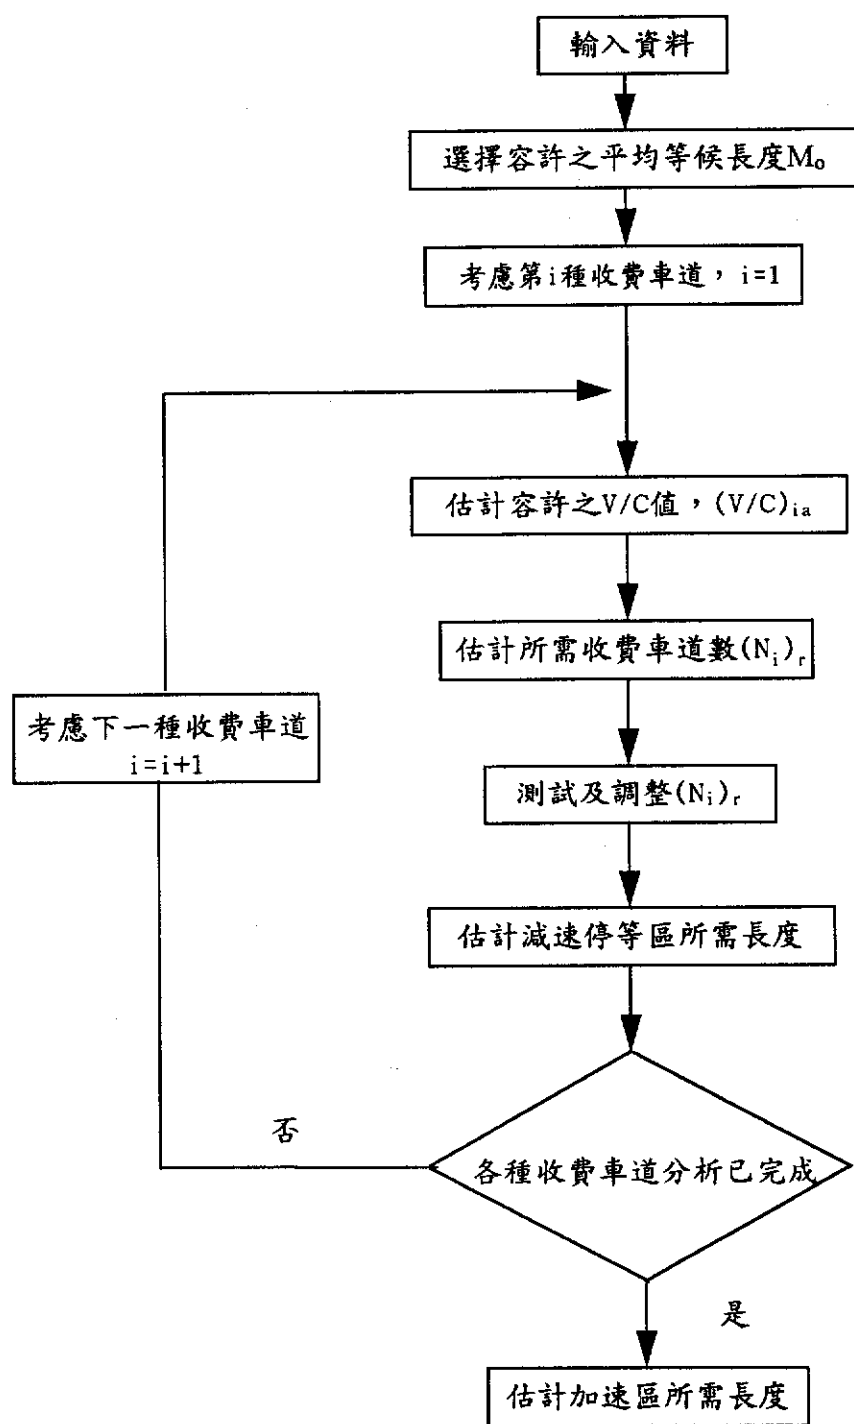 輸入資料
選擇容許之平均等候長度M₀
考慮第i種收費車道，i=1
估計容許之V/C值，(V/C)ᵢₐ
估計所需收費車道數(Nᵢ)ᵣ
考慮下一種收費車道
i=i+1
測試及調整(Nᵢ)ᵣ
估計減速停等區所需長度
否
各種收費車道分析已完成
是
估計加速區所需長度